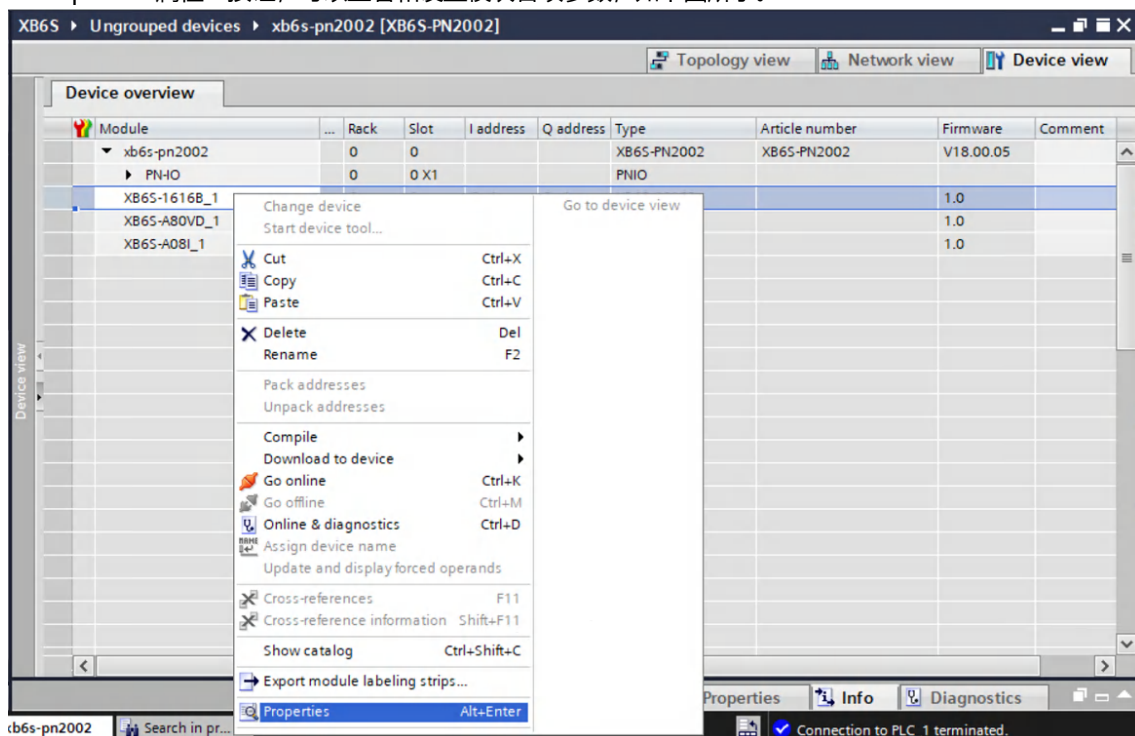 XB6S ▸ Ungrouped devices ▸ xb6s-pn2002 [XB6S-PN2002]
Topology view Network view Device view
Device overview
Module ... Rack Slot I address Q address Type Article number Firmware Comment
xb6s-pn2002 0 0 XB6S-PN2002 XB6S-PN2002 V18.00.05
PN-IO 0 0 X1 PNIO
XB6S-1616B_1 1.0
XB6S-A80VD_1 1.0
XB6S-A08I_1 1.0
Change device Go to device view
Start device tool...
Cut Ctrl+X
Copy Ctrl+C
Paste Ctrl+V
Delete Del
Rename F2
Pack addresses
Unpack addresses
Compile
Download to device
Go online Ctrl+K
Go offline Ctrl+M
Online & diagnostics Ctrl+D
Assign device name
Update and display forced operands
Cross-references F11
Cross-reference information Shift+F11
Show catalog Ctrl+Shift+C
Export module labeling strips...
Properties Alt+Enter
Device view
Properties Info Diagnostics
xb6s-pn2002 Search in pr... Connection to PLC_1 terminated.